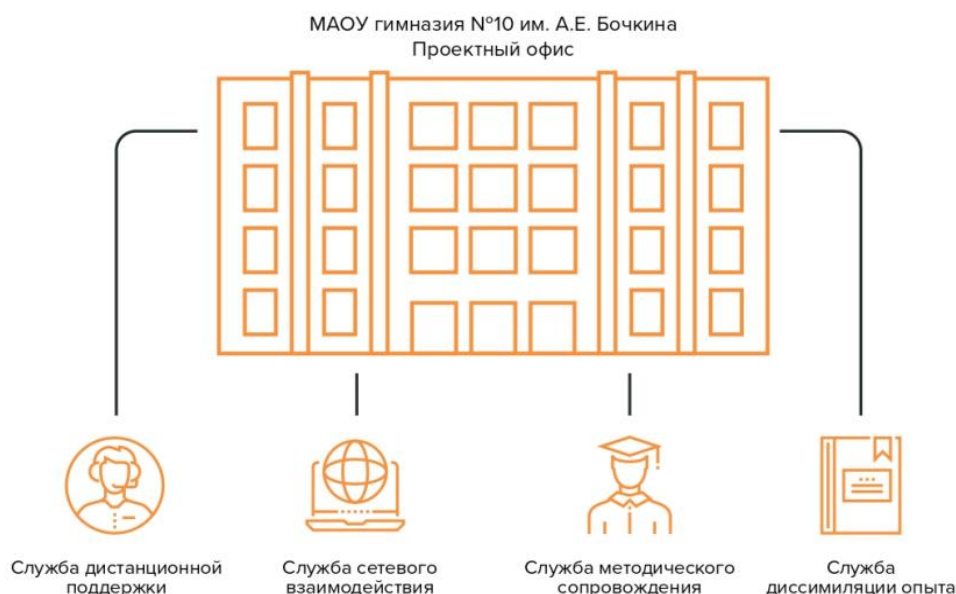 МАОУ гимназия №10 им. А.Е. Бочкина
Проектный офис
Служба дистанционной
поддержки
Служба сетевого
взаимодействия
Служба методического
сопровождения
Служба
диссимиляции опыта